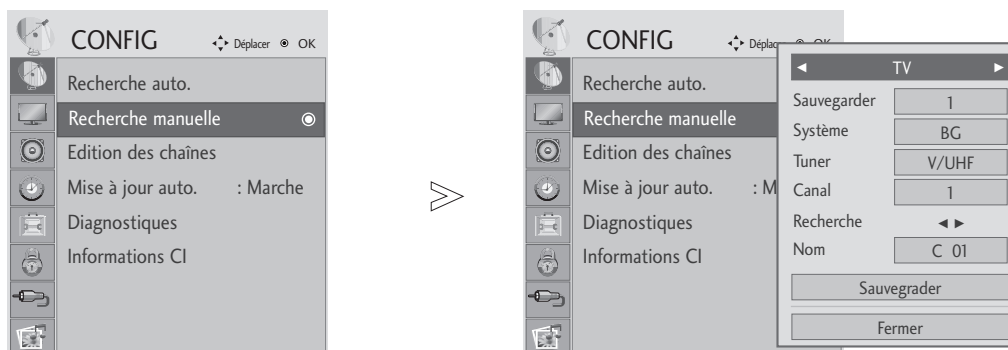 CONFIG
Déplacer OK
Recherche auto.
Recherche manuelle
Edition des chaînes
Mise à jour auto. : Marche
Diagnostiques
Informations CI
CONFIG
Recherche auto.
Recherche manuelle
Edition des chaînes
Mise à jour auto. : M
Diagnostiques
Informations CI
◄ TV ►
Sauvegarder 1
Système BG
Tuner V/UHF
Canal 1
Recherche ◄ ►
Nom C 01
Sauvegrader
Fermer